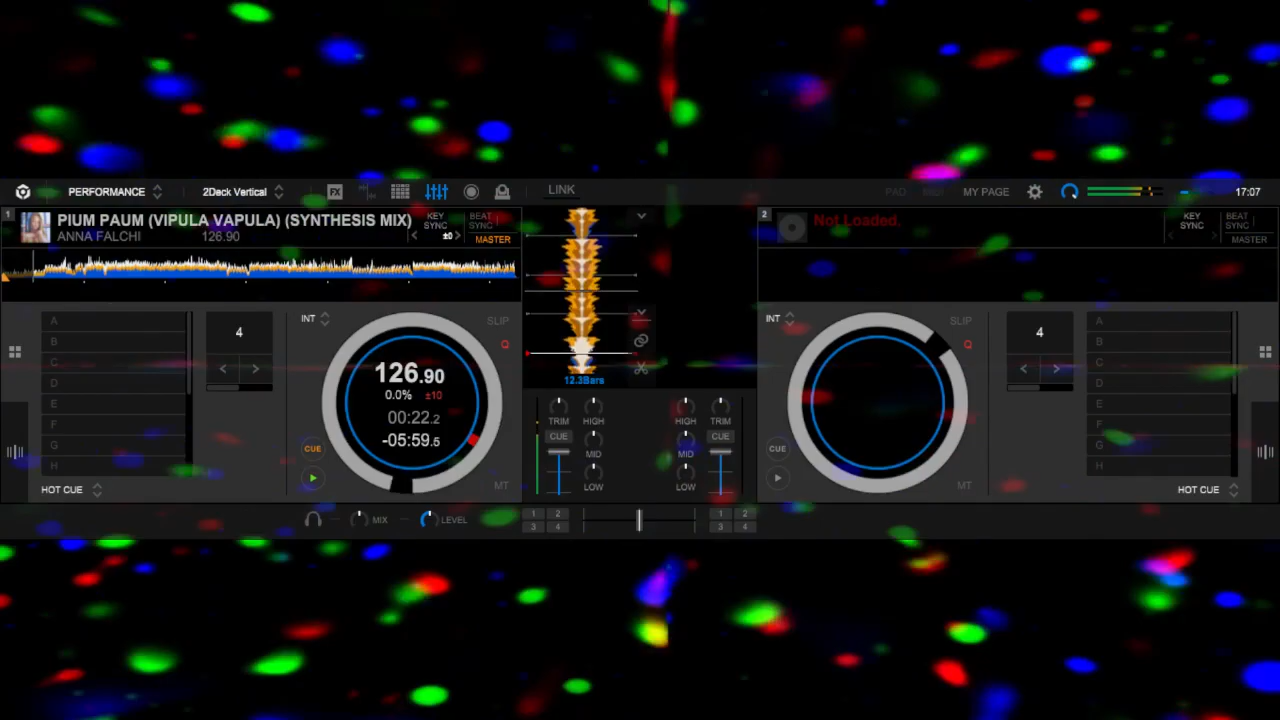 PERFORMANCE 2Deck Vertical FX LINK PAD MY PAGE 17:07
1 PIUM PAUM (VIPULA VAPULA) (SYNTHESIS MIX) KEY SYNC BEAT SYNC
ANNA FALCHI 126.90 ±0 MASTER
2 Not Loaded. KEY SYNC BEAT SYNC
MASTER
A
B
C
D
E
F
G
H
HOT CUE
4
INT SLIP
Q
126.90
0.0% ±10
00:22.2
-05:59.5
CUE
MT
12.3Bars
TRIM HIGH HIGH TRIM
CUE MID MID CUE
LOW LOW
INT SLIP
Q
CUE
MT
4
A
B
C
D
E
F
G
H
HOT CUE
MIX LEVEL
1 2 1 2
3 4 3 4